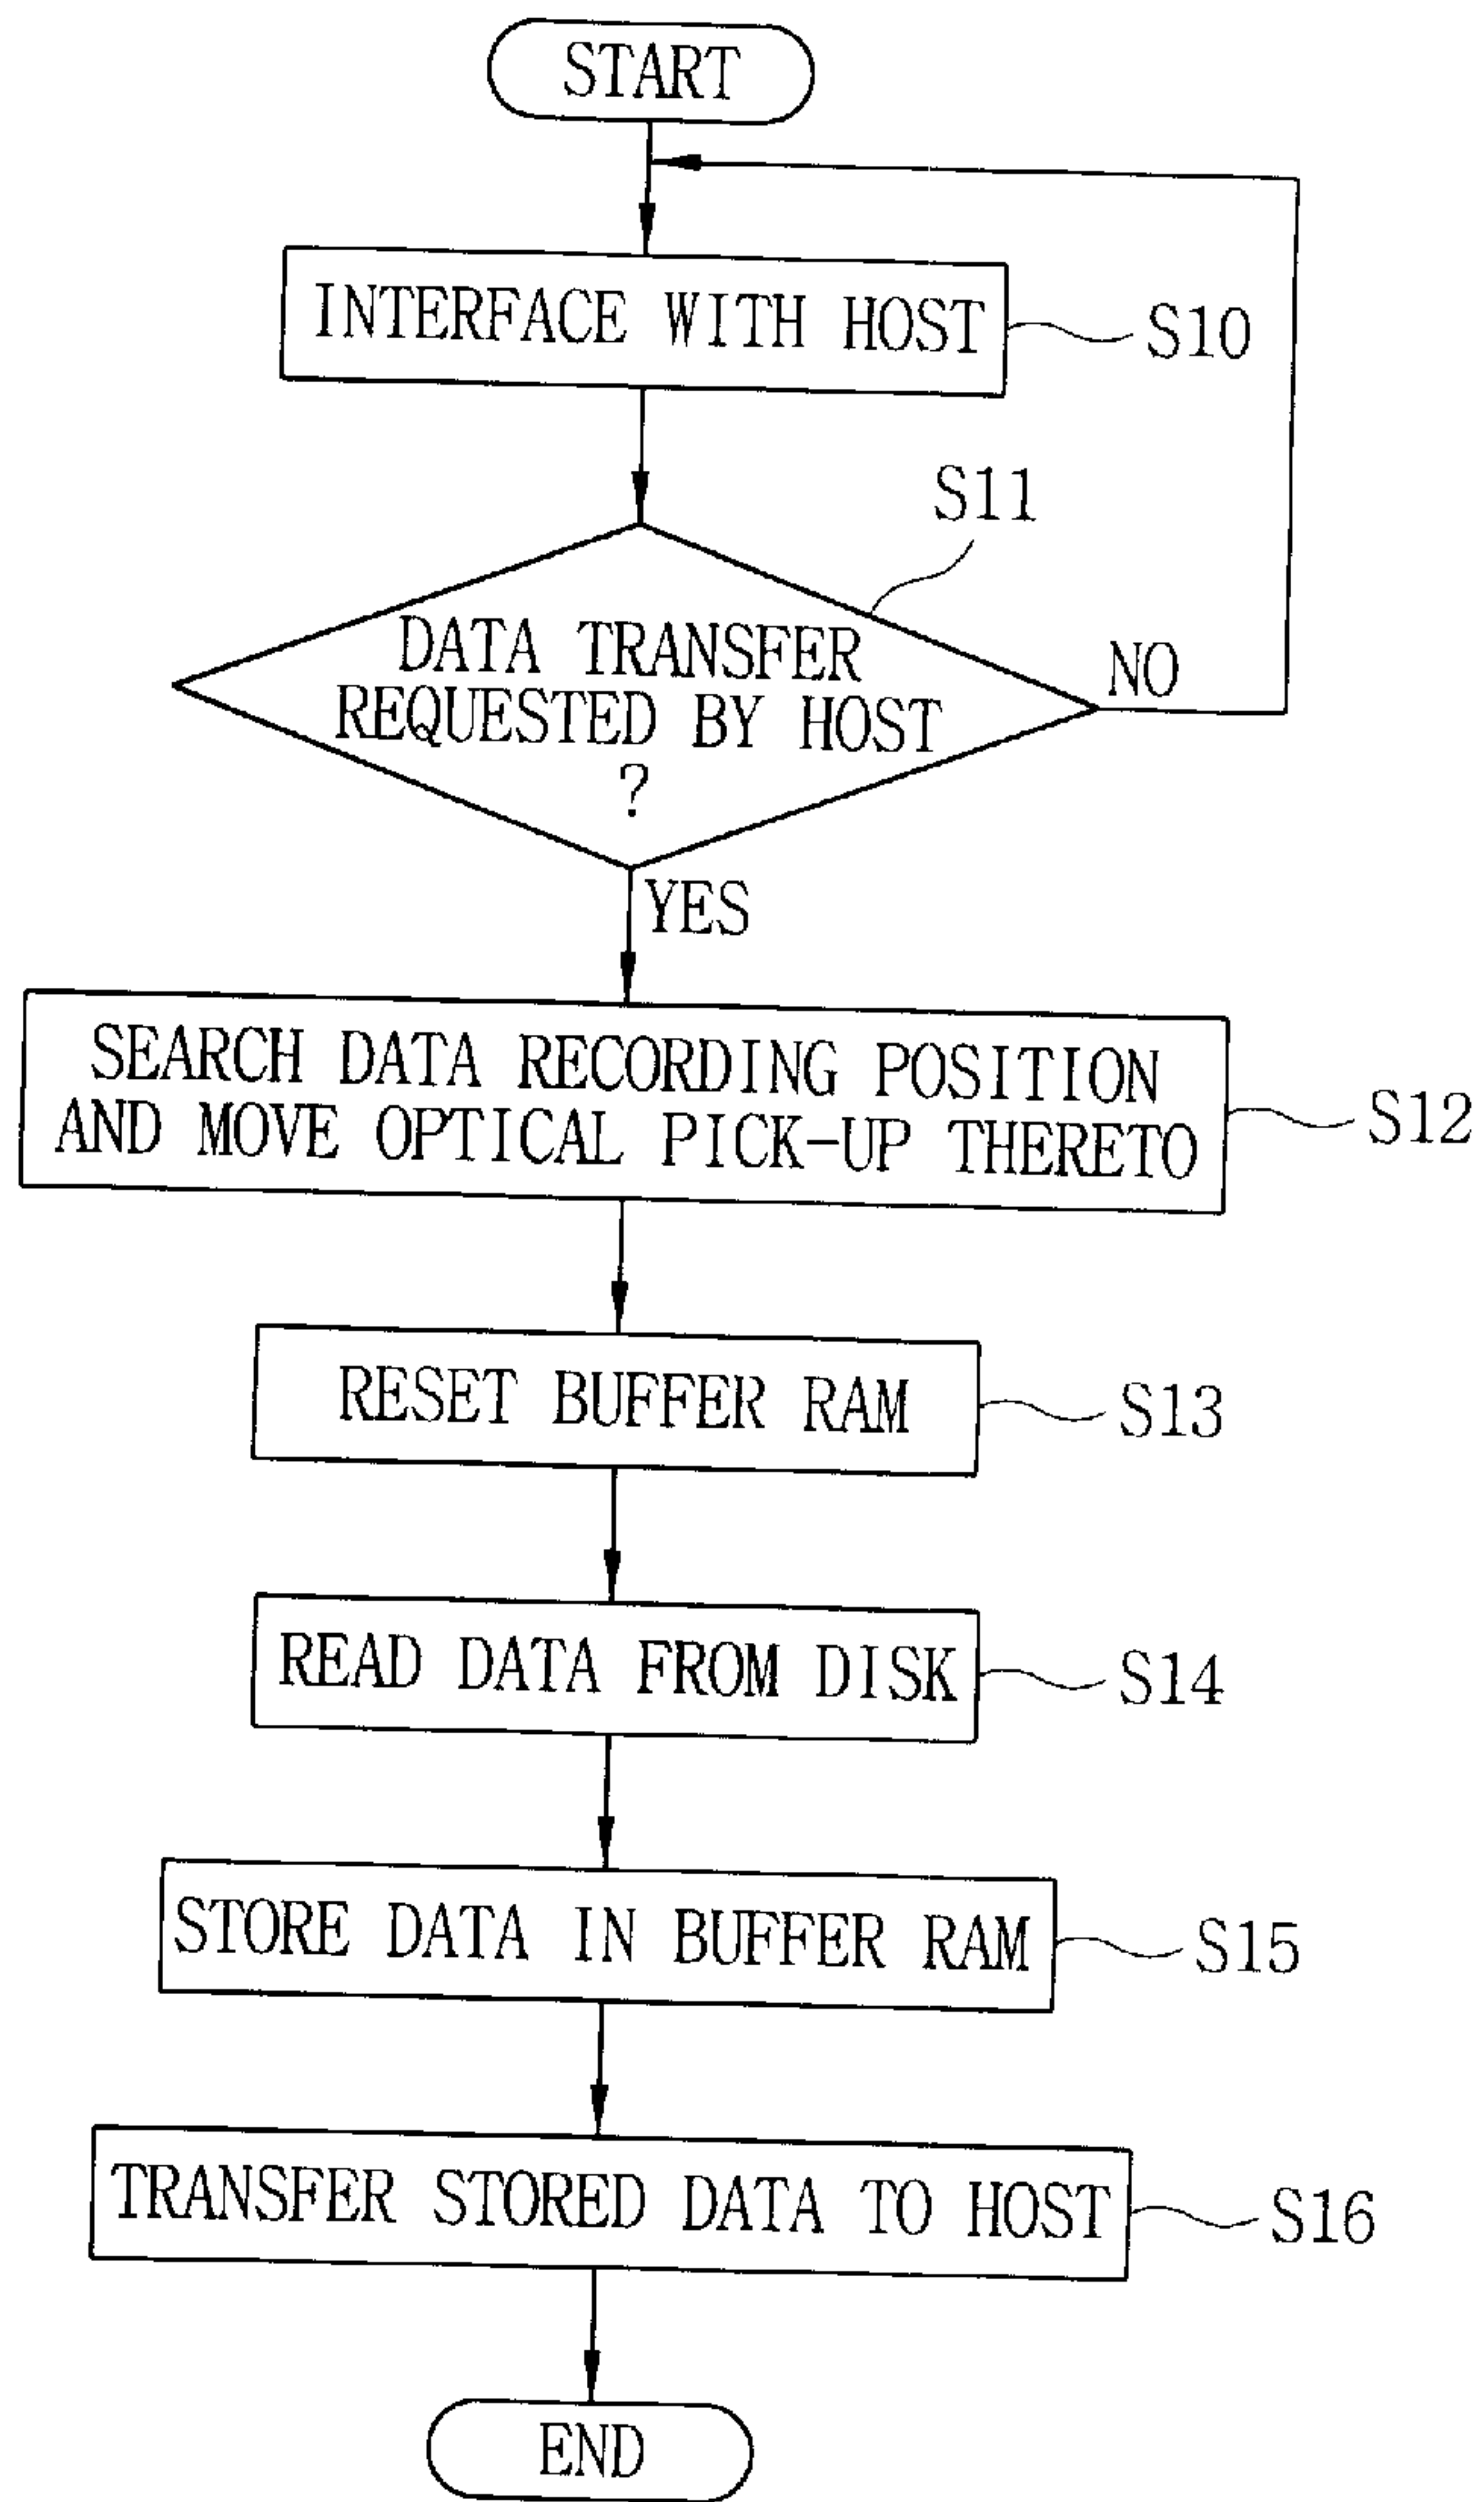 START
INTERFACE WITH HOST
S10
S11
DATA TRANSFER
REQUESTED BY HOST
?
NO
YES
SEARCH DATA RECORDING POSITION
AND MOVE OPTICAL PICK-UP THERETO
S12
RESET BUFFER RAM
S13
READ DATA FROM DISK
S14
STORE DATA IN BUFFER RAM
S15
TRANSFER STORED DATA TO HOST
S16
END